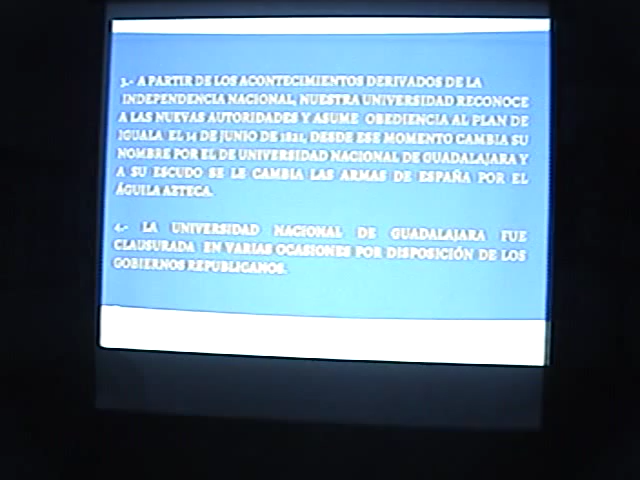 3.- A PARTIR DE LOS ACONTECIMIENTOS DERIVADOS DE LA
INDEPENDENCIA NACIONAL, NUESTRA UNIVERSIDAD RECONOCE
A LAS NUEVAS AUTORIDADES Y ASUME OBEDIENCIA AL PLAN DE
IGUALA EL 14 DE JUNIO DE 1821, DESDE ESE MOMENTO CAMBIA SU
NOMBRE POR EL DE UNIVERSIDAD NACIONAL DE GUADALAJARA Y
A SU ESCUDO SE LE CAMBIA LAS ARMAS DE ESPAÑA POR EL
ÁGUILA AZTECA.
4.- LA UNIVERSIDAD NACIONAL DE GUADALAJARA FUE
CLAUSURADA EN VARIAS OCASIONES POR DISPOSICIÓN DE LOS
GOBIERNOS REPUBLICANOS.